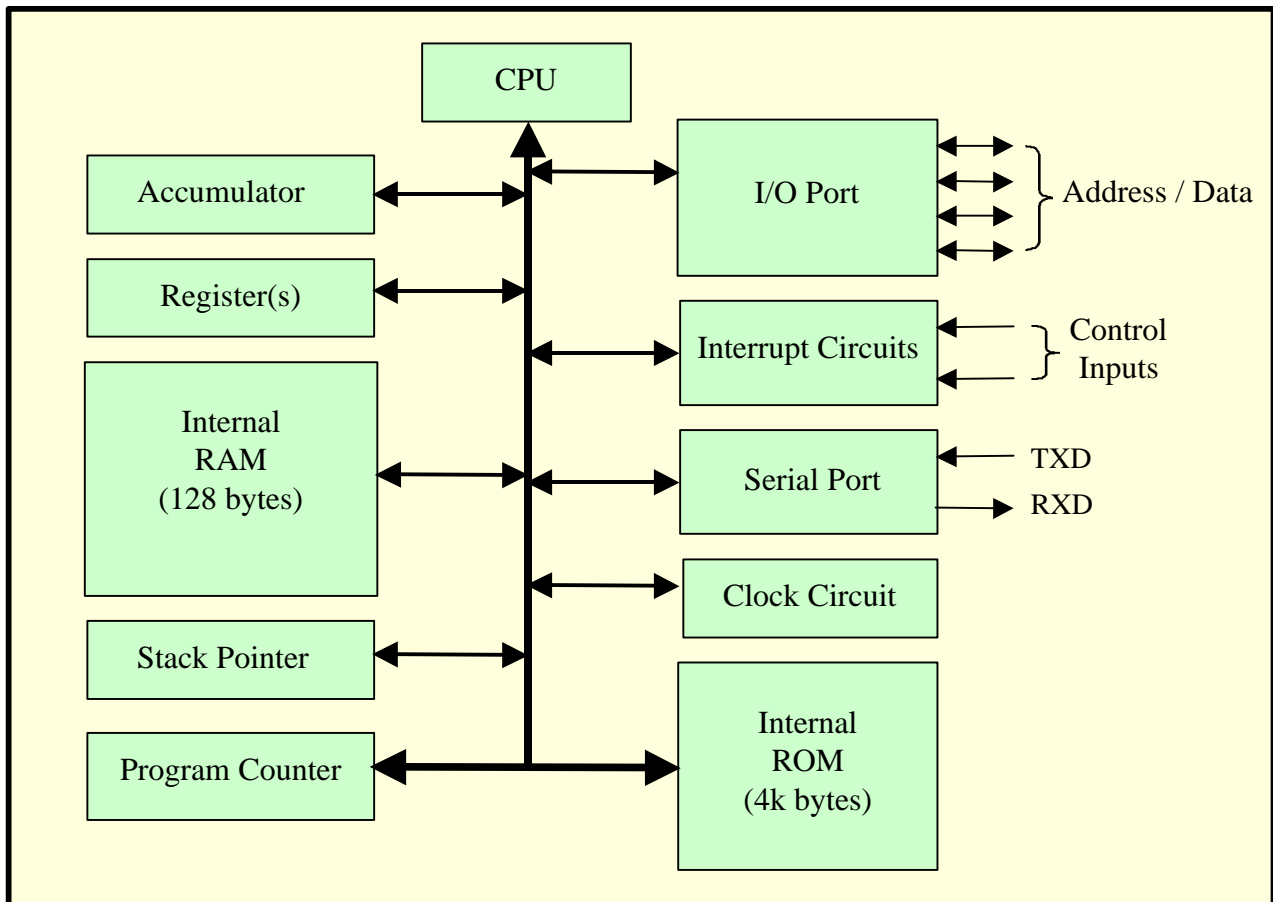 CPU
Accumulator
Register(s)
Internal
RAM
(128 bytes)
Stack Pointer
Program Counter
I/O Port
Address / Data
Interrupt Circuits
Control
Inputs
Serial Port
TXD
RXD
Clock Circuit
Internal
ROM
(4k bytes)